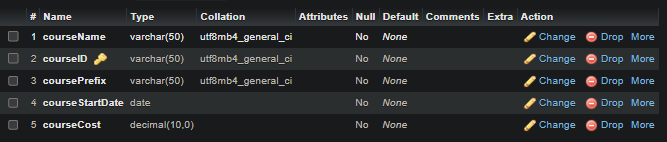 # Name Type Collation Attributes Null Default Comments Extra Action
1 courseName varchar(50) utf8mb4_general_ci No None Change Drop More
2 courseID varchar(50) utf8mb4_general_ci No None Change Drop More
3 coursePrefix varchar(50) utf8mb4_general_ci No None Change Drop More
4 courseStartDate date No None Change Drop More
5 courseCost decimal(10,0) No None Change Drop More